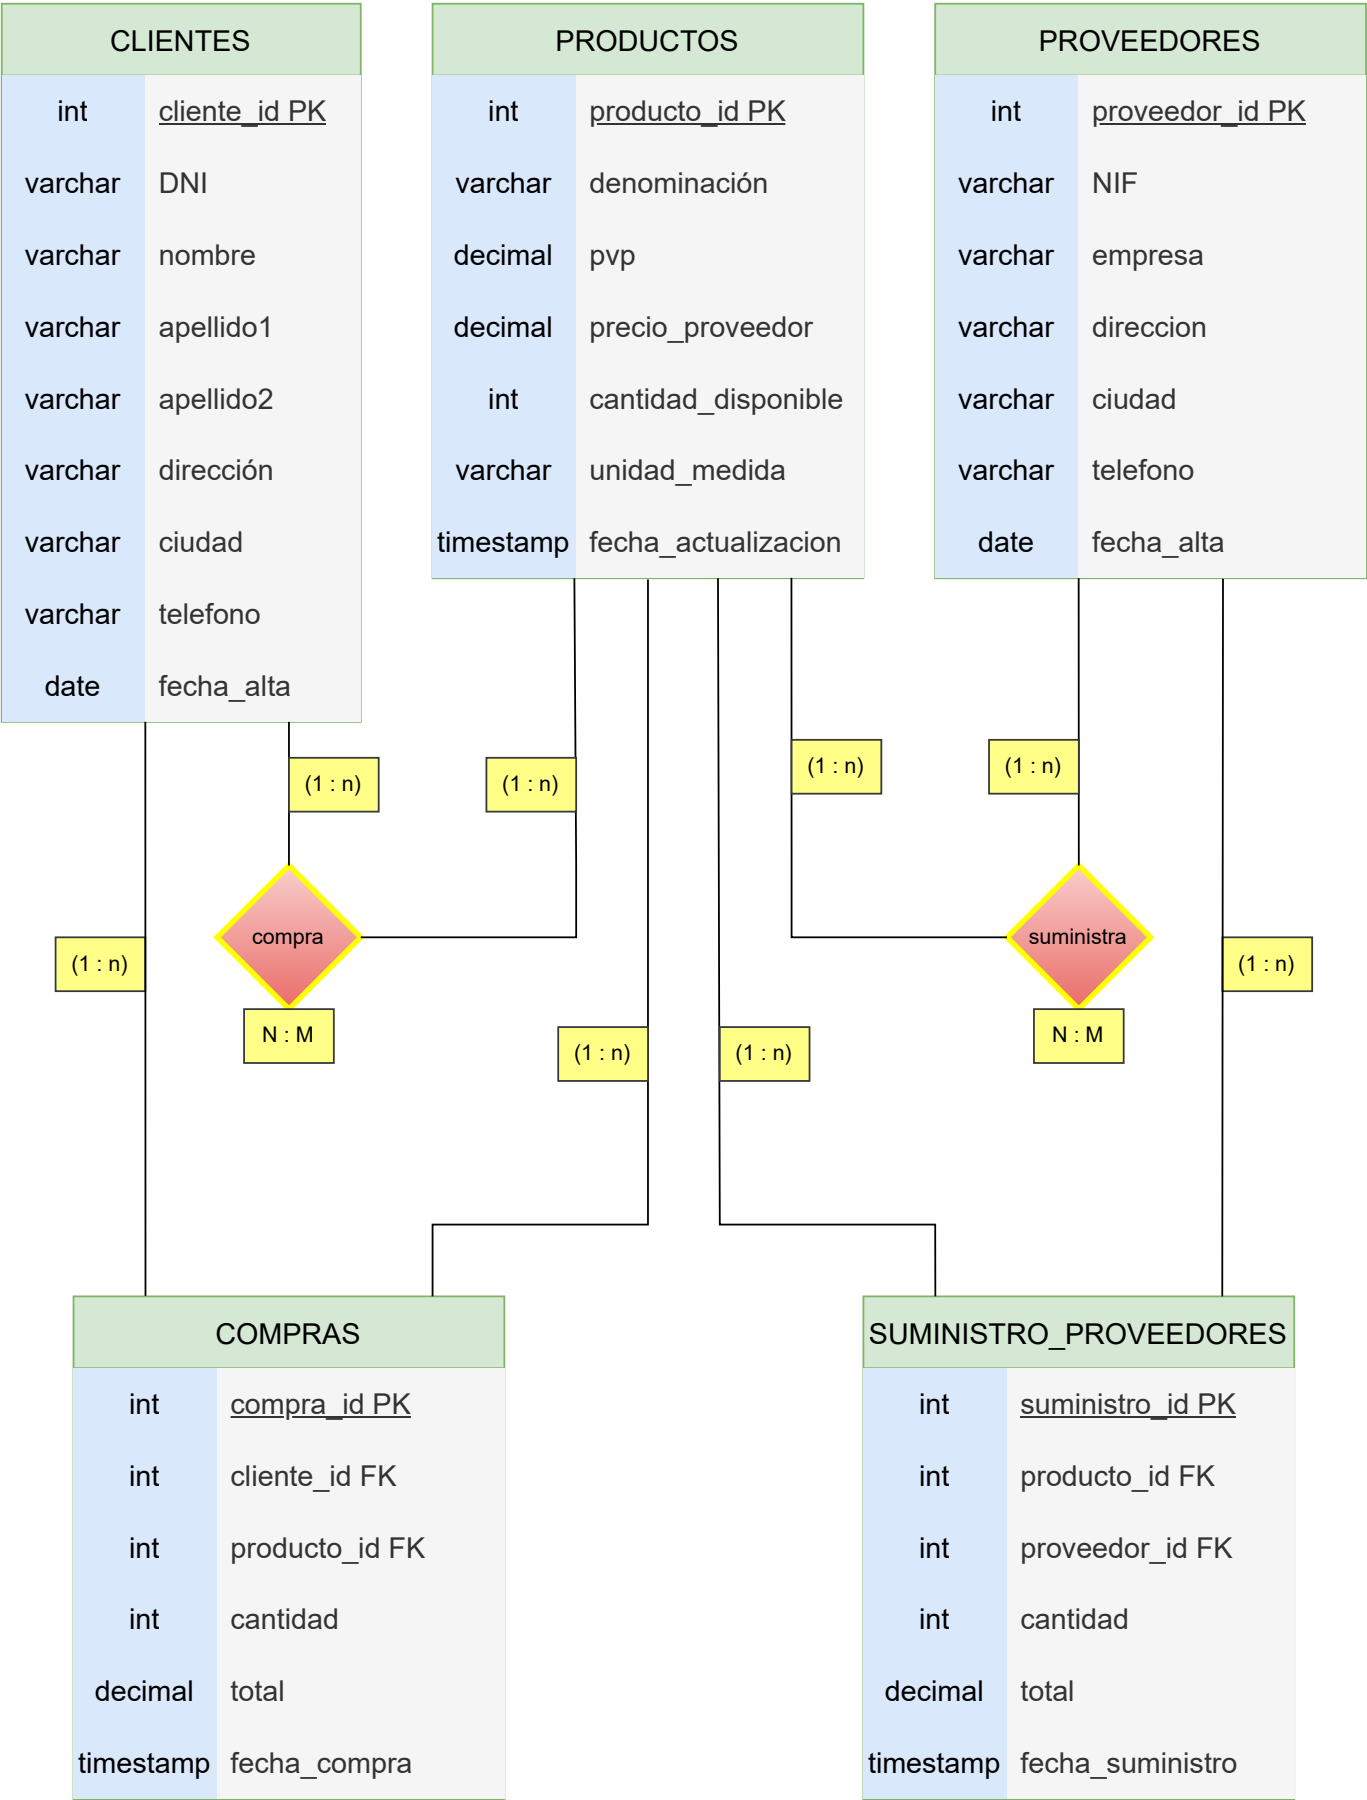 CLIENTES
int cliente_id PK
varchar DNI
varchar nombre
varchar apellido1
varchar apellido2
varchar dirección
varchar ciudad
varchar telefono
date fecha_alta
PRODUCTOS
int producto_id PK
varchar denominación
decimal pvp
decimal precio_proveedor
int cantidad_disponible
varchar unidad_medida
timestamp fecha_actualizacion
PROVEEDORES
int proveedor_id PK
varchar NIF
varchar empresa
varchar direccion
varchar ciudad
varchar telefono
date fecha_alta
(1 : n)
(1 : n)
(1 : n)
(1 : n)
compra
suministra
(1 : n)
(1 : n)
N : M
N : M
(1 : n)
(1 : n)
COMPRAS
int compra_id PK
int cliente_id FK
int producto_id FK
int cantidad
decimal total
timestamp fecha_compra
SUMINISTRO_PROVEEDORES
int suministro_id PK
int producto_id FK
int proveedor_id FK
int cantidad
decimal total
timestamp fecha_suministro